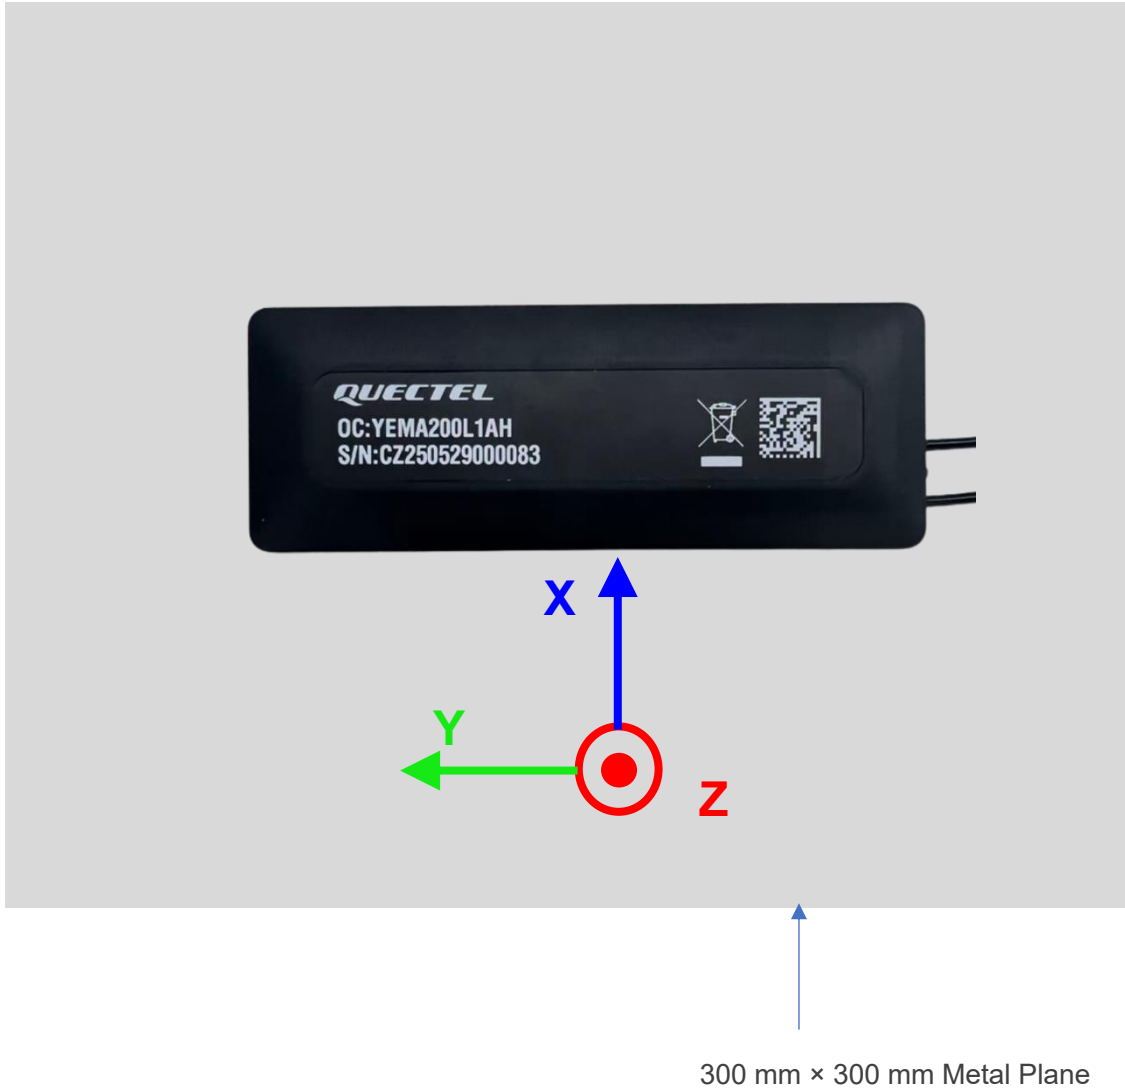 QUECTEL
OC:YEMA200L1AH
S/N:CZ250529000083
X
Y
Z
300 mm × 300 mm Metal Plane